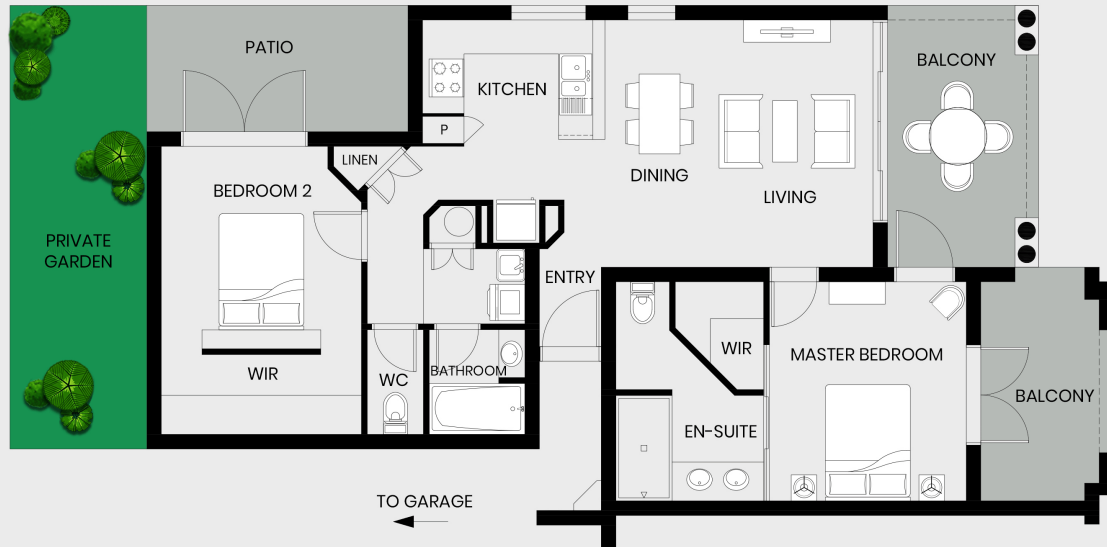 PATIO
BALCONY
KITCHEN
P
LINEN
DINING
BEDROOM 2
LIVING
PRIVATE
GARDEN
ENTRY
WIR
MASTER BEDROOM
WIR
WC
BATHROOM
BALCONY
EN-SUITE
TO GARAGE